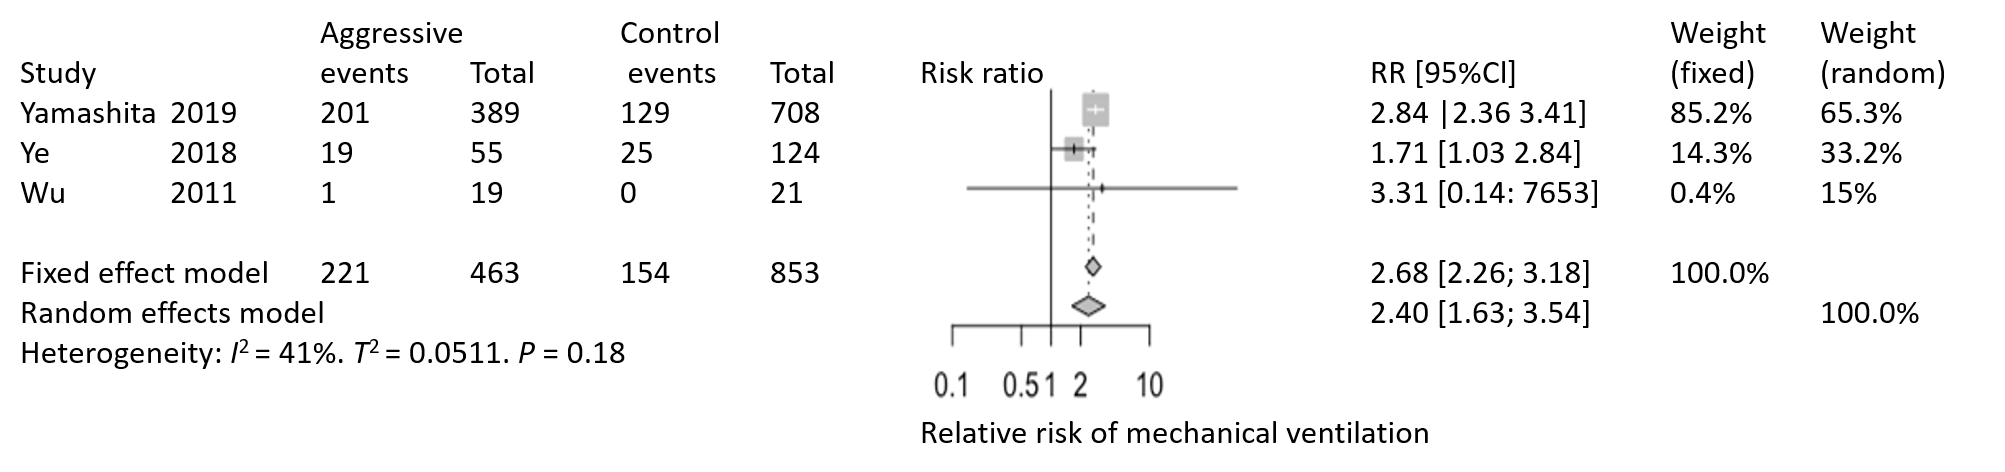 Aggressive Control Weight Weight
Study events Total events Total Risk ratio RR [95%Cl] (fixed) (random)
Yamashita 2019 201 389 129 708 2.84 |2.36 3.41] 85.2% 65.3%
Ye 2018 19 55 25 124 1.71 [1.03 2.84] 14.3% 33.2%
Wu 2011 1 19 0 21 3.31 [0.14: 7653] 0.4% 15%
Fixed effect model 221 463 154 853 2.68 [2.26; 3.18] 100.0%
Random effects model 2.40 [1.63; 3.54] 100.0%
Heterogeneity: I² = 41%. T² = 0.0511. P = 0.18
0.1 0.5 1 2 10
Relative risk of mechanical ventilation